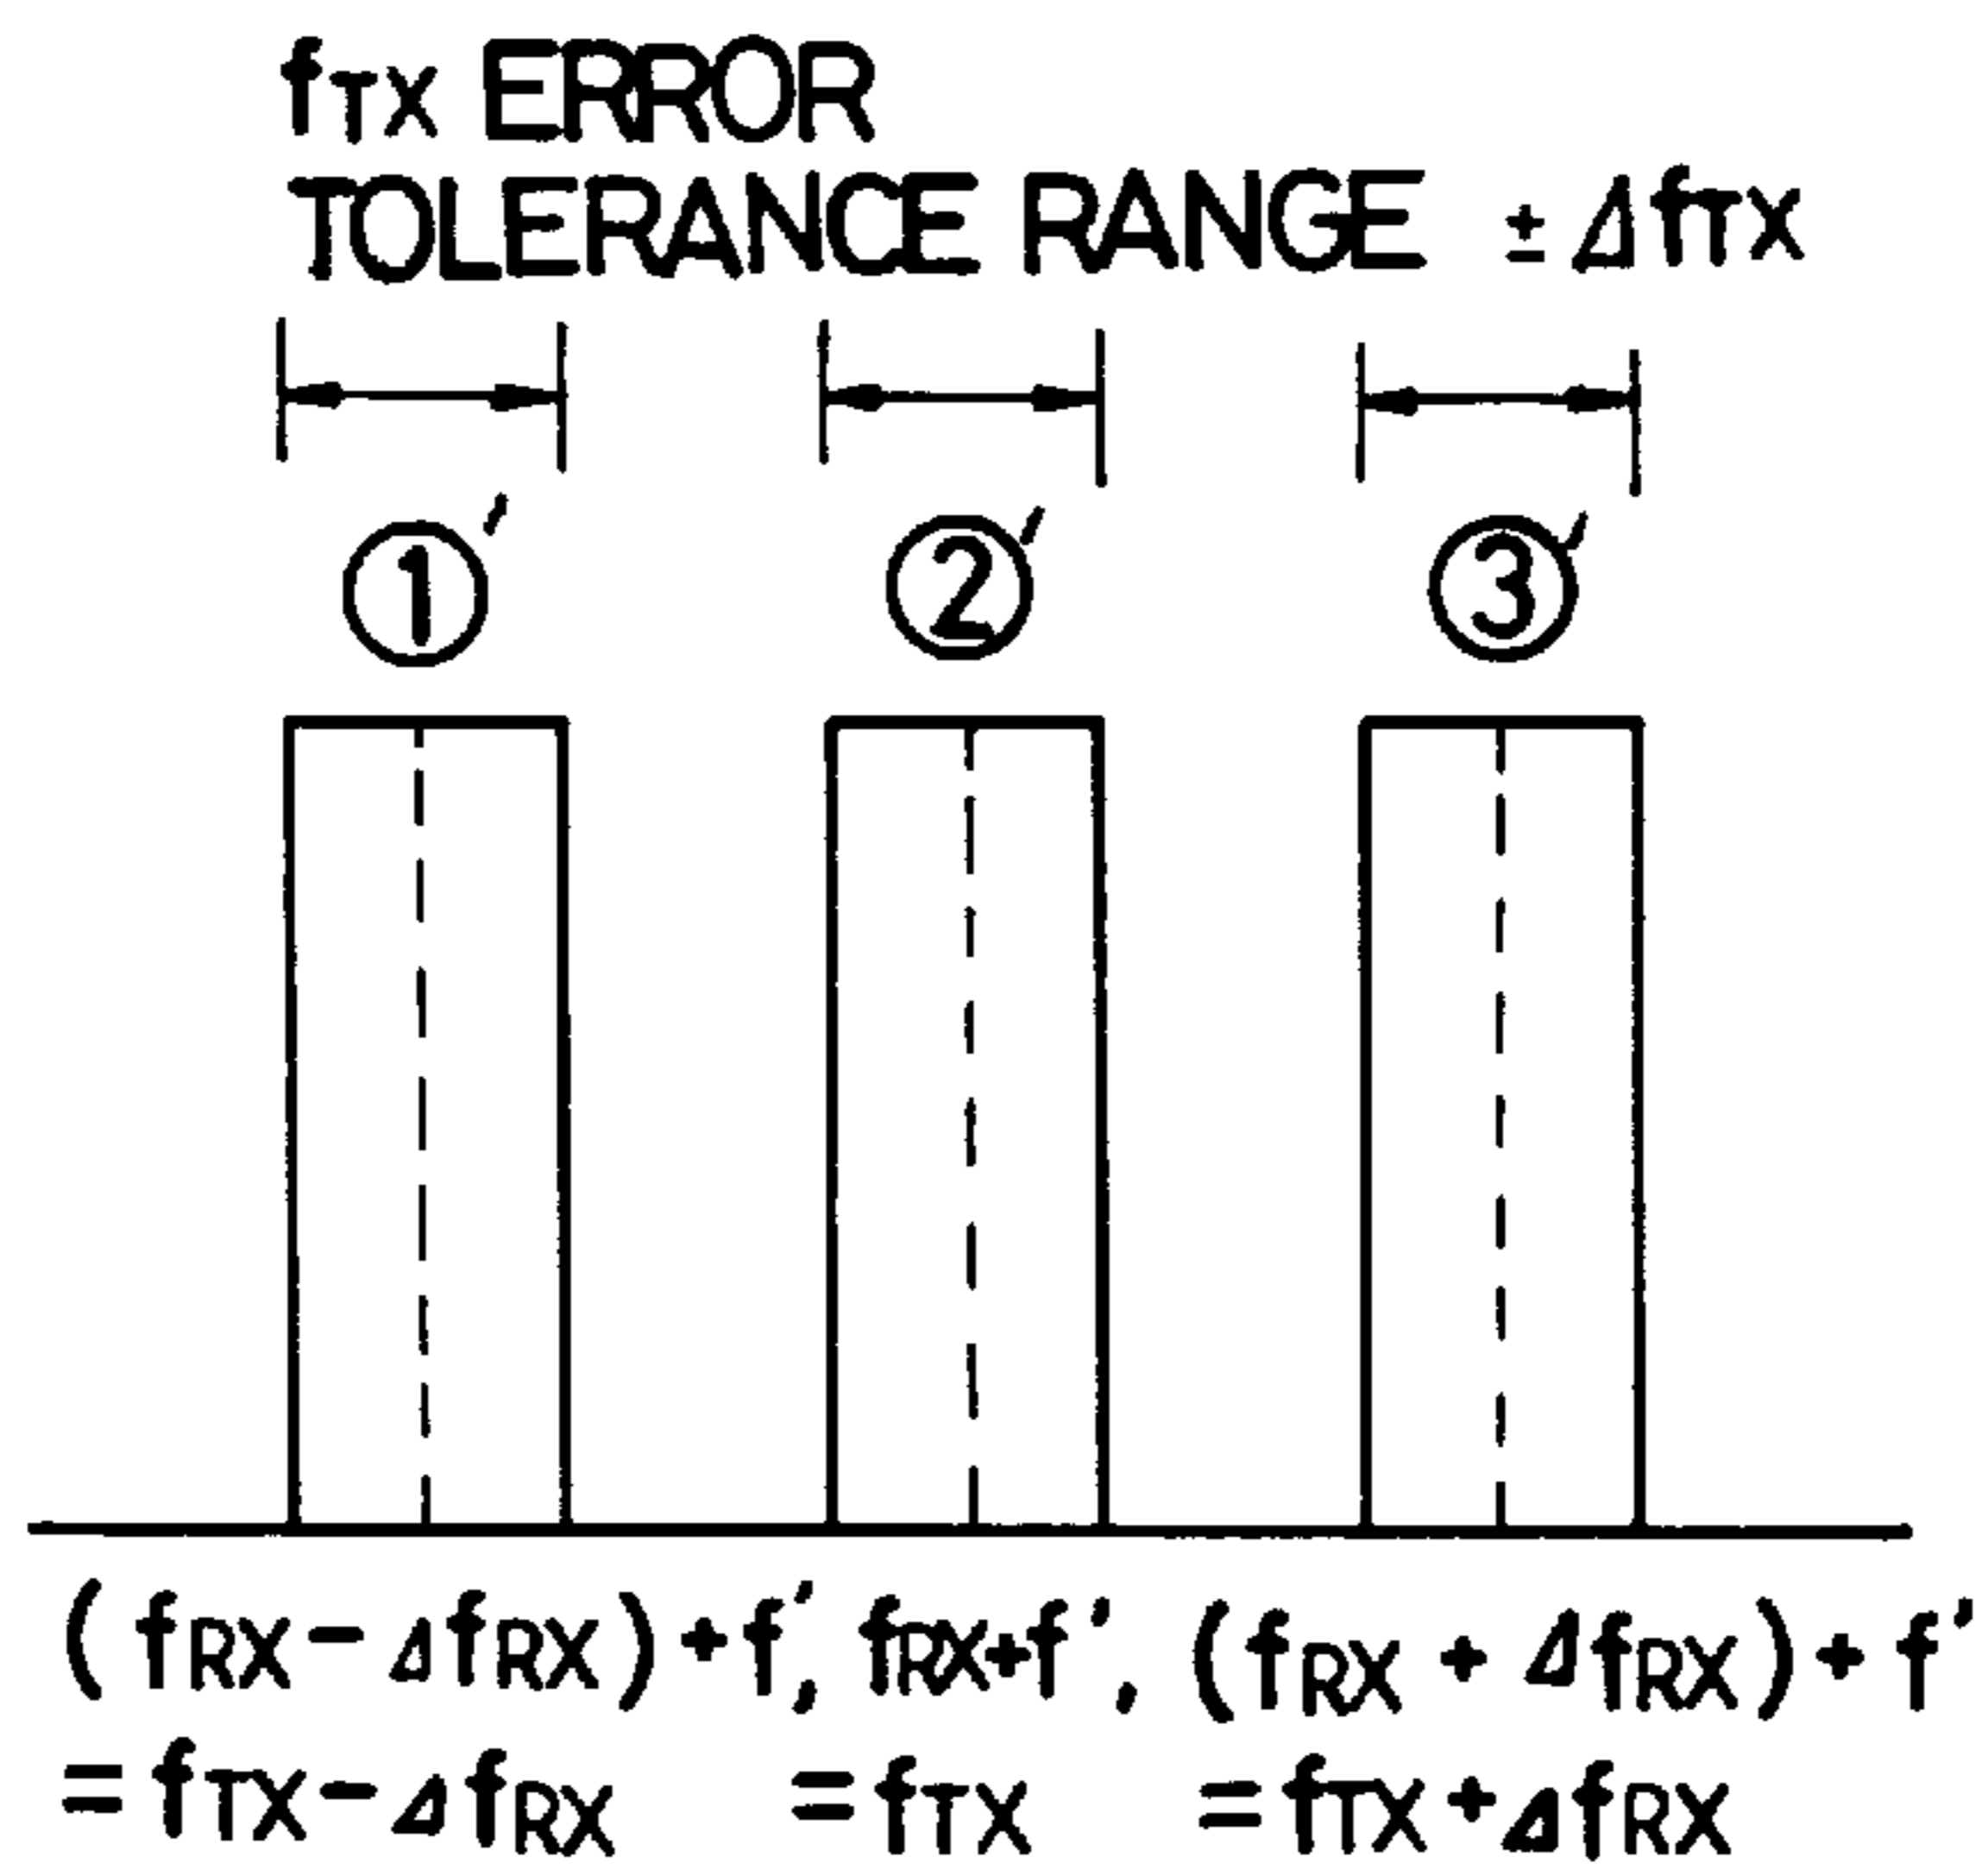 fTX ERROR
TOLERANCE RANGE ± ΔfTX
①′ ②′ ③′
(fRX − ΔfRX) + f′, fRX + f′, (fRX + ΔfRX) + f′
= fTX − ΔfRX = fTX = fTX + ΔfRX